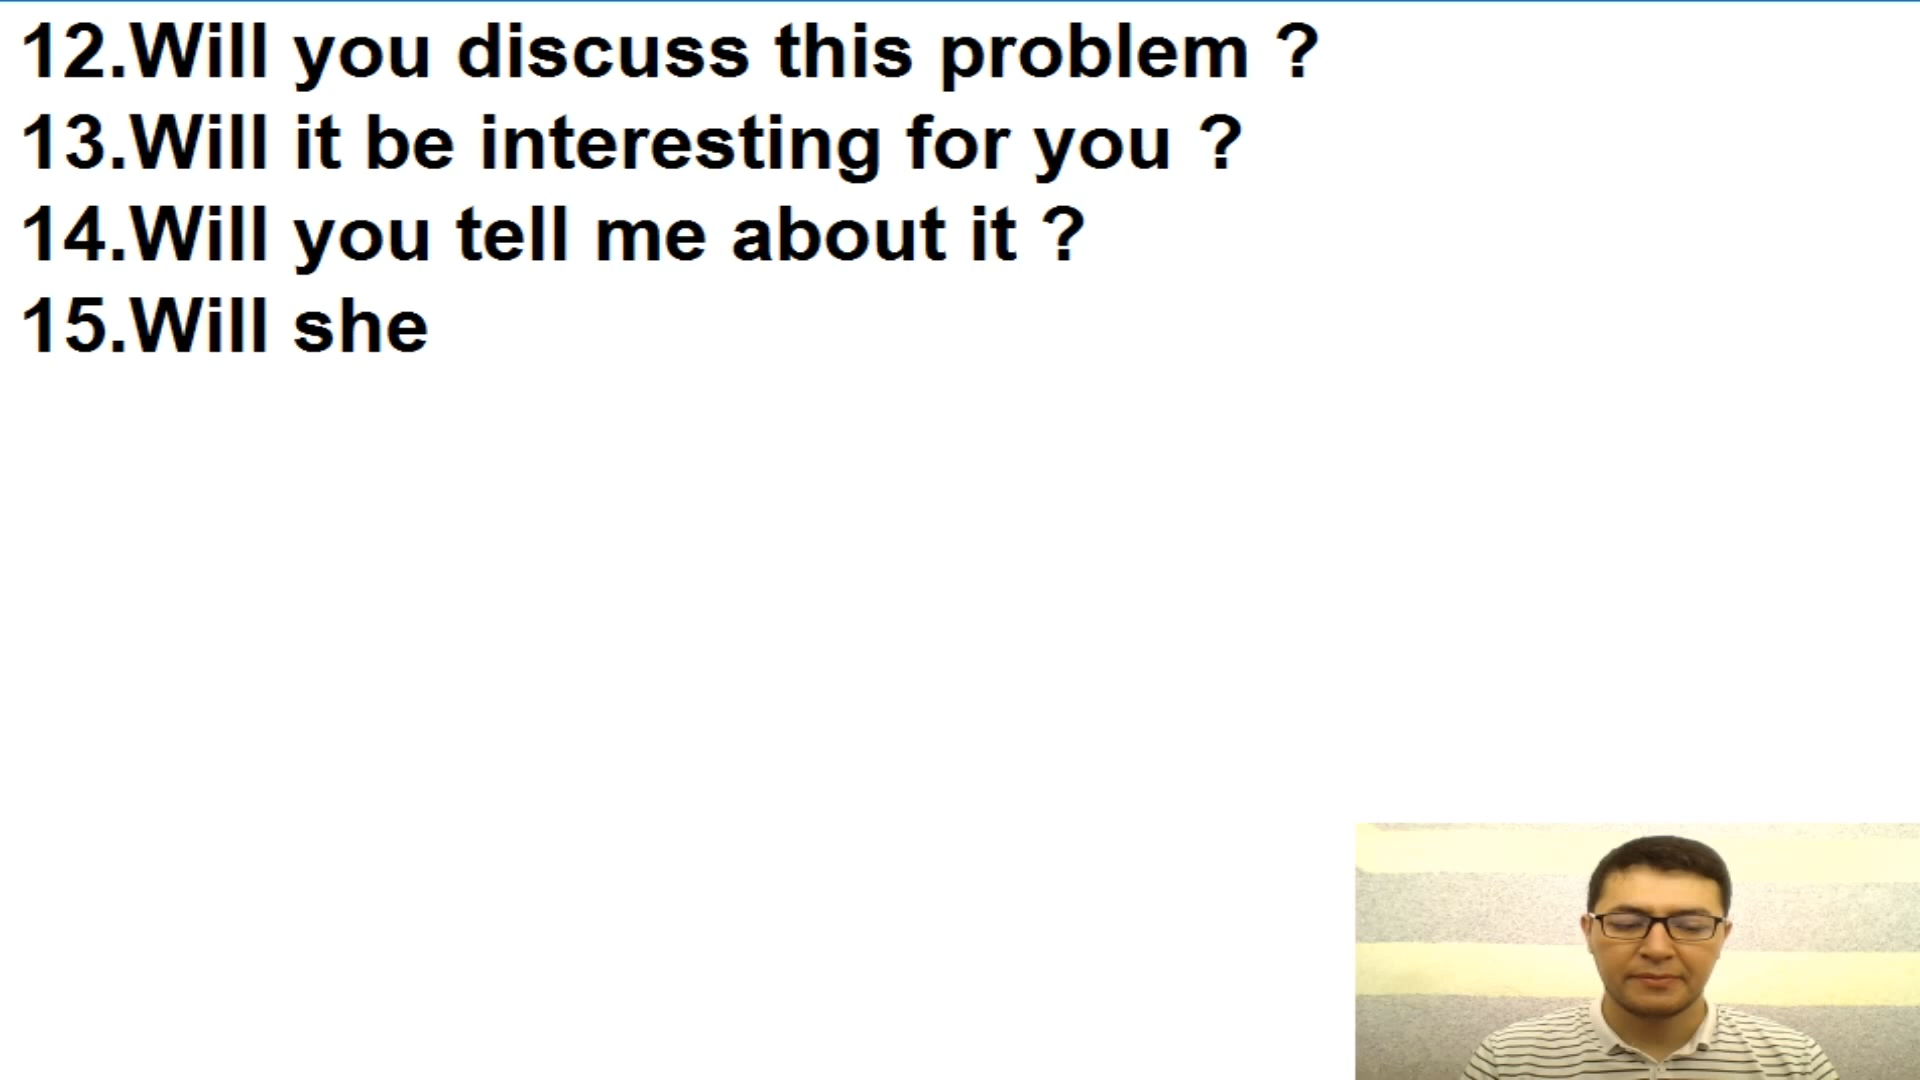 12.Will you discuss this problem ?
13.Will it be interesting for you ?
14.Will you tell me about it ?
15.Will she